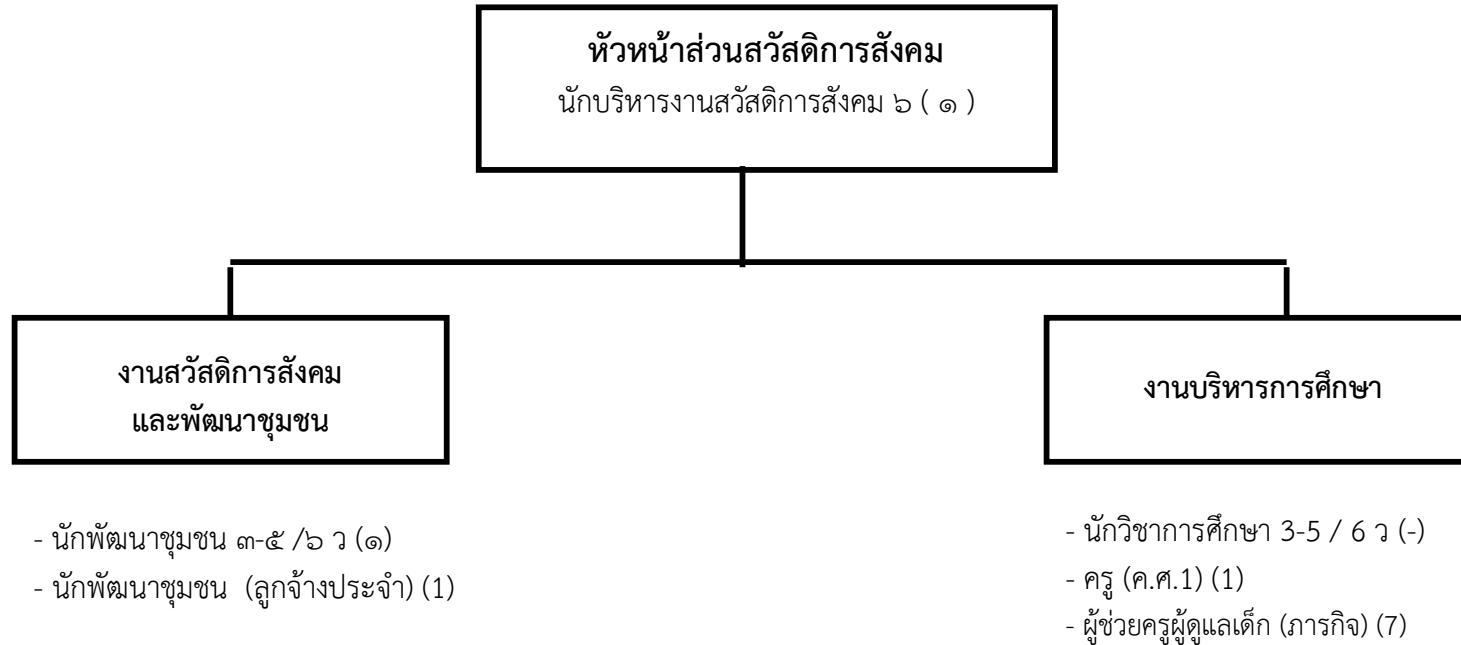 หัวหน้าส่วนสวัสดิการสังคม
นักบริหารงานสวัสดิการสังคม ๖ ( ๑ )
งานสวัสดิการสังคม
และพัฒนาชุมชน
- นักพัฒนาชุมชน ๓-๕ /๖ ว (๑)
- นักพัฒนาชุมชน (ลูกจ้างประจำ) (1)
งานบริหารการศึกษา
- นักวิชาการศึกษา 3-5 / 6 ว (-)
- ครู (ค.ศ.1) (1)
- ผู้ช่วยครูผู้ดูแลเด็ก (ภารกิจ) (7)